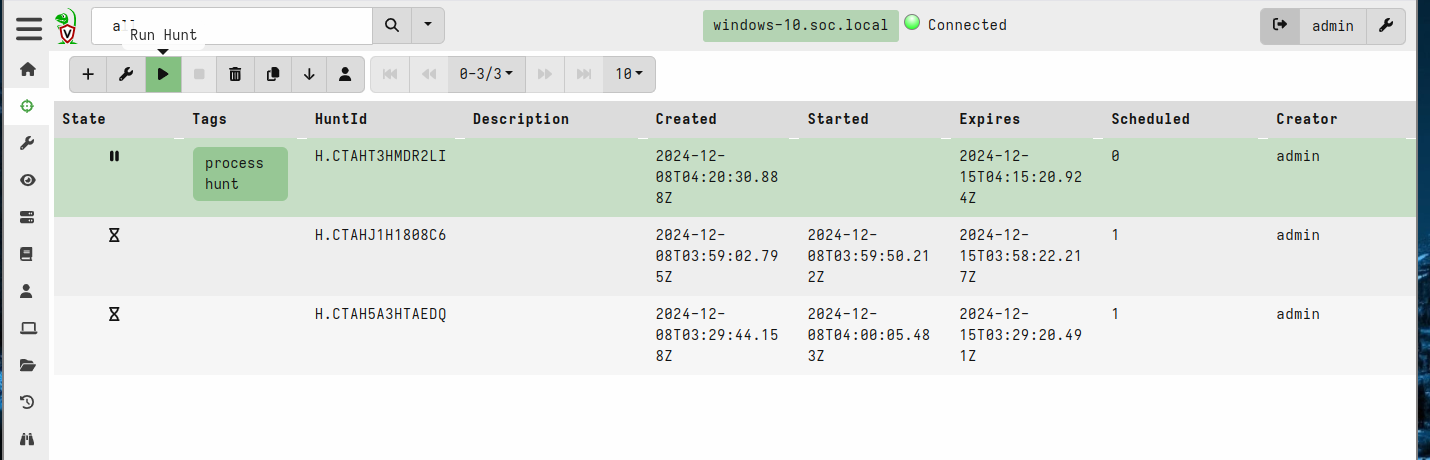 all
Run Hunt
windows-10.soc.local
Connected
admin
0-3/3
10
State Tags HuntId Description Created Started Expires Scheduled Creator
process hunt H.CTAHT3HMDR2LI 2024-12-08T04:20:30.888Z 2024-12-15T04:15:20.924Z 0 admin
H.CTAHJ1H1808C6 2024-12-08T03:59:02.795Z 2024-12-08T03:59:50.212Z 2024-12-15T03:58:22.217Z 1 admin
H.CTAH5A3HTAEDQ 2024-12-08T03:29:44.158Z 2024-12-08T04:00:05.483Z 2024-12-15T03:29:20.491Z 1 admin